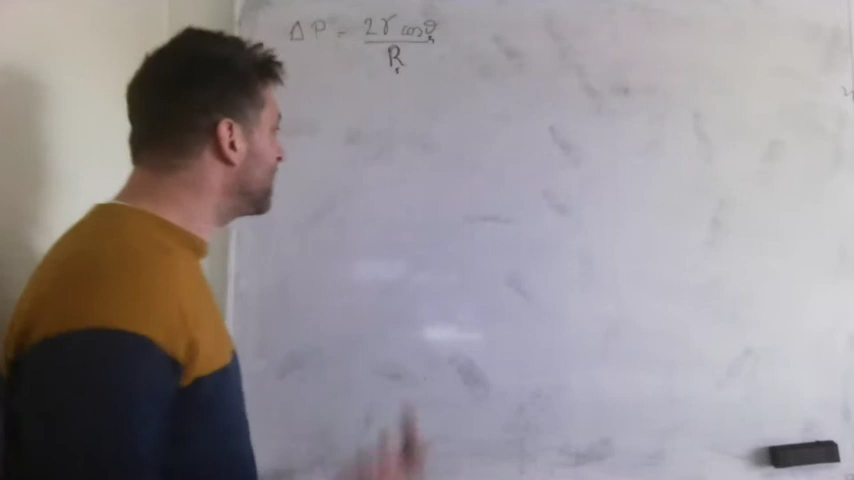 ΔP = 2γ cosθ / R